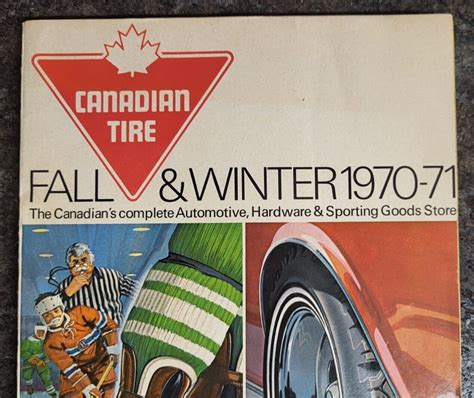 CANADIAN
TIRE
FALL & WINTER 1970-71
The Canadian's complete Automotive, Hardware & Sporting Goods Store